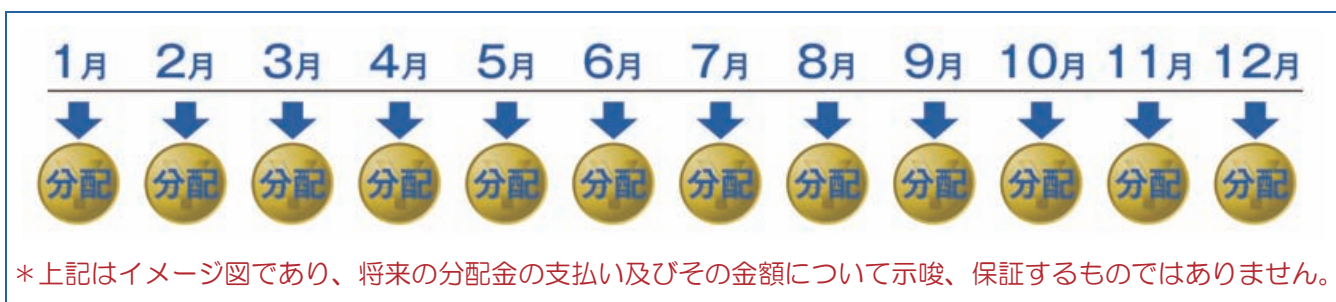 1月 2月 3月 4月 5月 6月 7月 8月 9月 10月 11月 12月
分配 分配 分配 分配 分配 分配 分配 分配 分配 分配 分配 分配
＊上記はイメージ図であり、将来の分配金の支払い及びその金額について示唆、保証するものではありません。